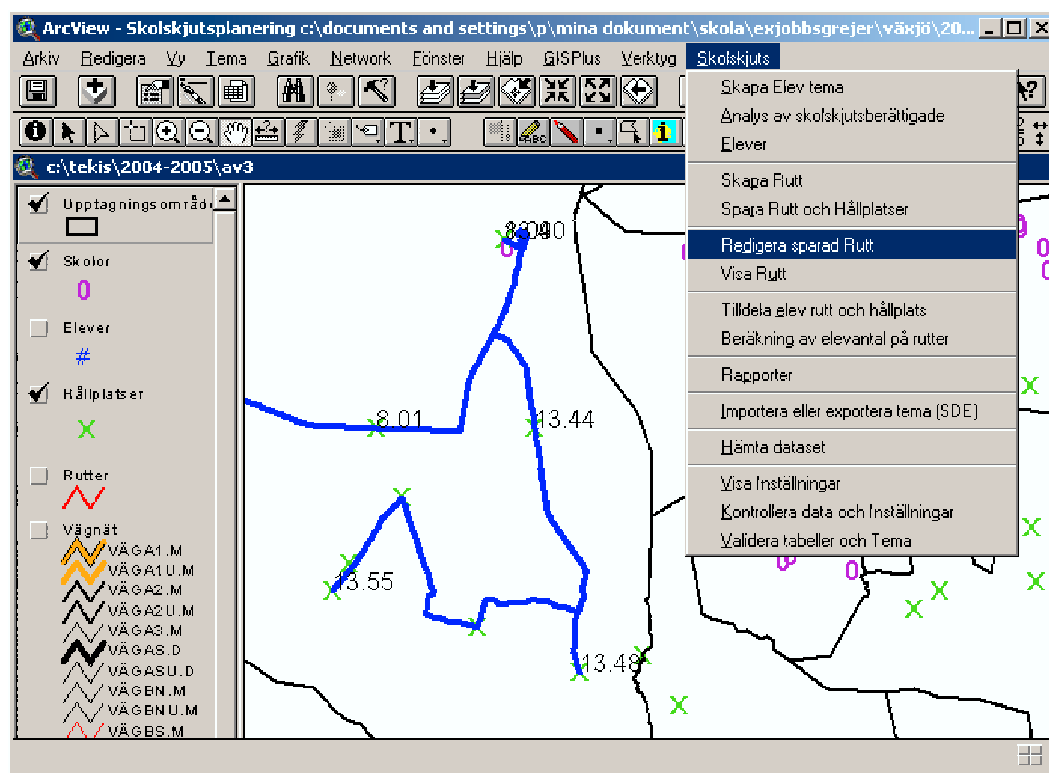 ArcView - Skolskjutsplanering c:\documents and settings\p\mina dokument\skola\exjobbsgrejer\växjö\20...
Arkiv Redigera Vy Tema Grafik Network Fönster Hjälp GISPlus Verktyg Skolskjuts
c:\tekis\2004-2005\av3
Upptagningsområd
Skolor
Elever
#
Hållplatser
Rutter
Vägnät
VÄGA1.M
VÄGA1U.M
VÄGA2.M
VÄGA2U.M
VÄGA3.M
VÄGAS.D
VÄGASU.D
VÄGBN.M
VÄGBNU.M
VÄGBS.M
8.01
13.44
13.55
13.48
Skapa Elev tema
Analys av skolskjutsberättigade
Elever
Skapa Rutt
Spara Rutt och Hållplatser
Redigera sparad Rutt
Visa Rutt
Tilldela elev rutt och hållplats
Beräkning av elevantal på rutter
Rapporter
Importera eller exportera tema (SDE)
Hämta dataset
Visa Inställningar
Kontrollera data och Inställningar
Validera tabeller och Tema